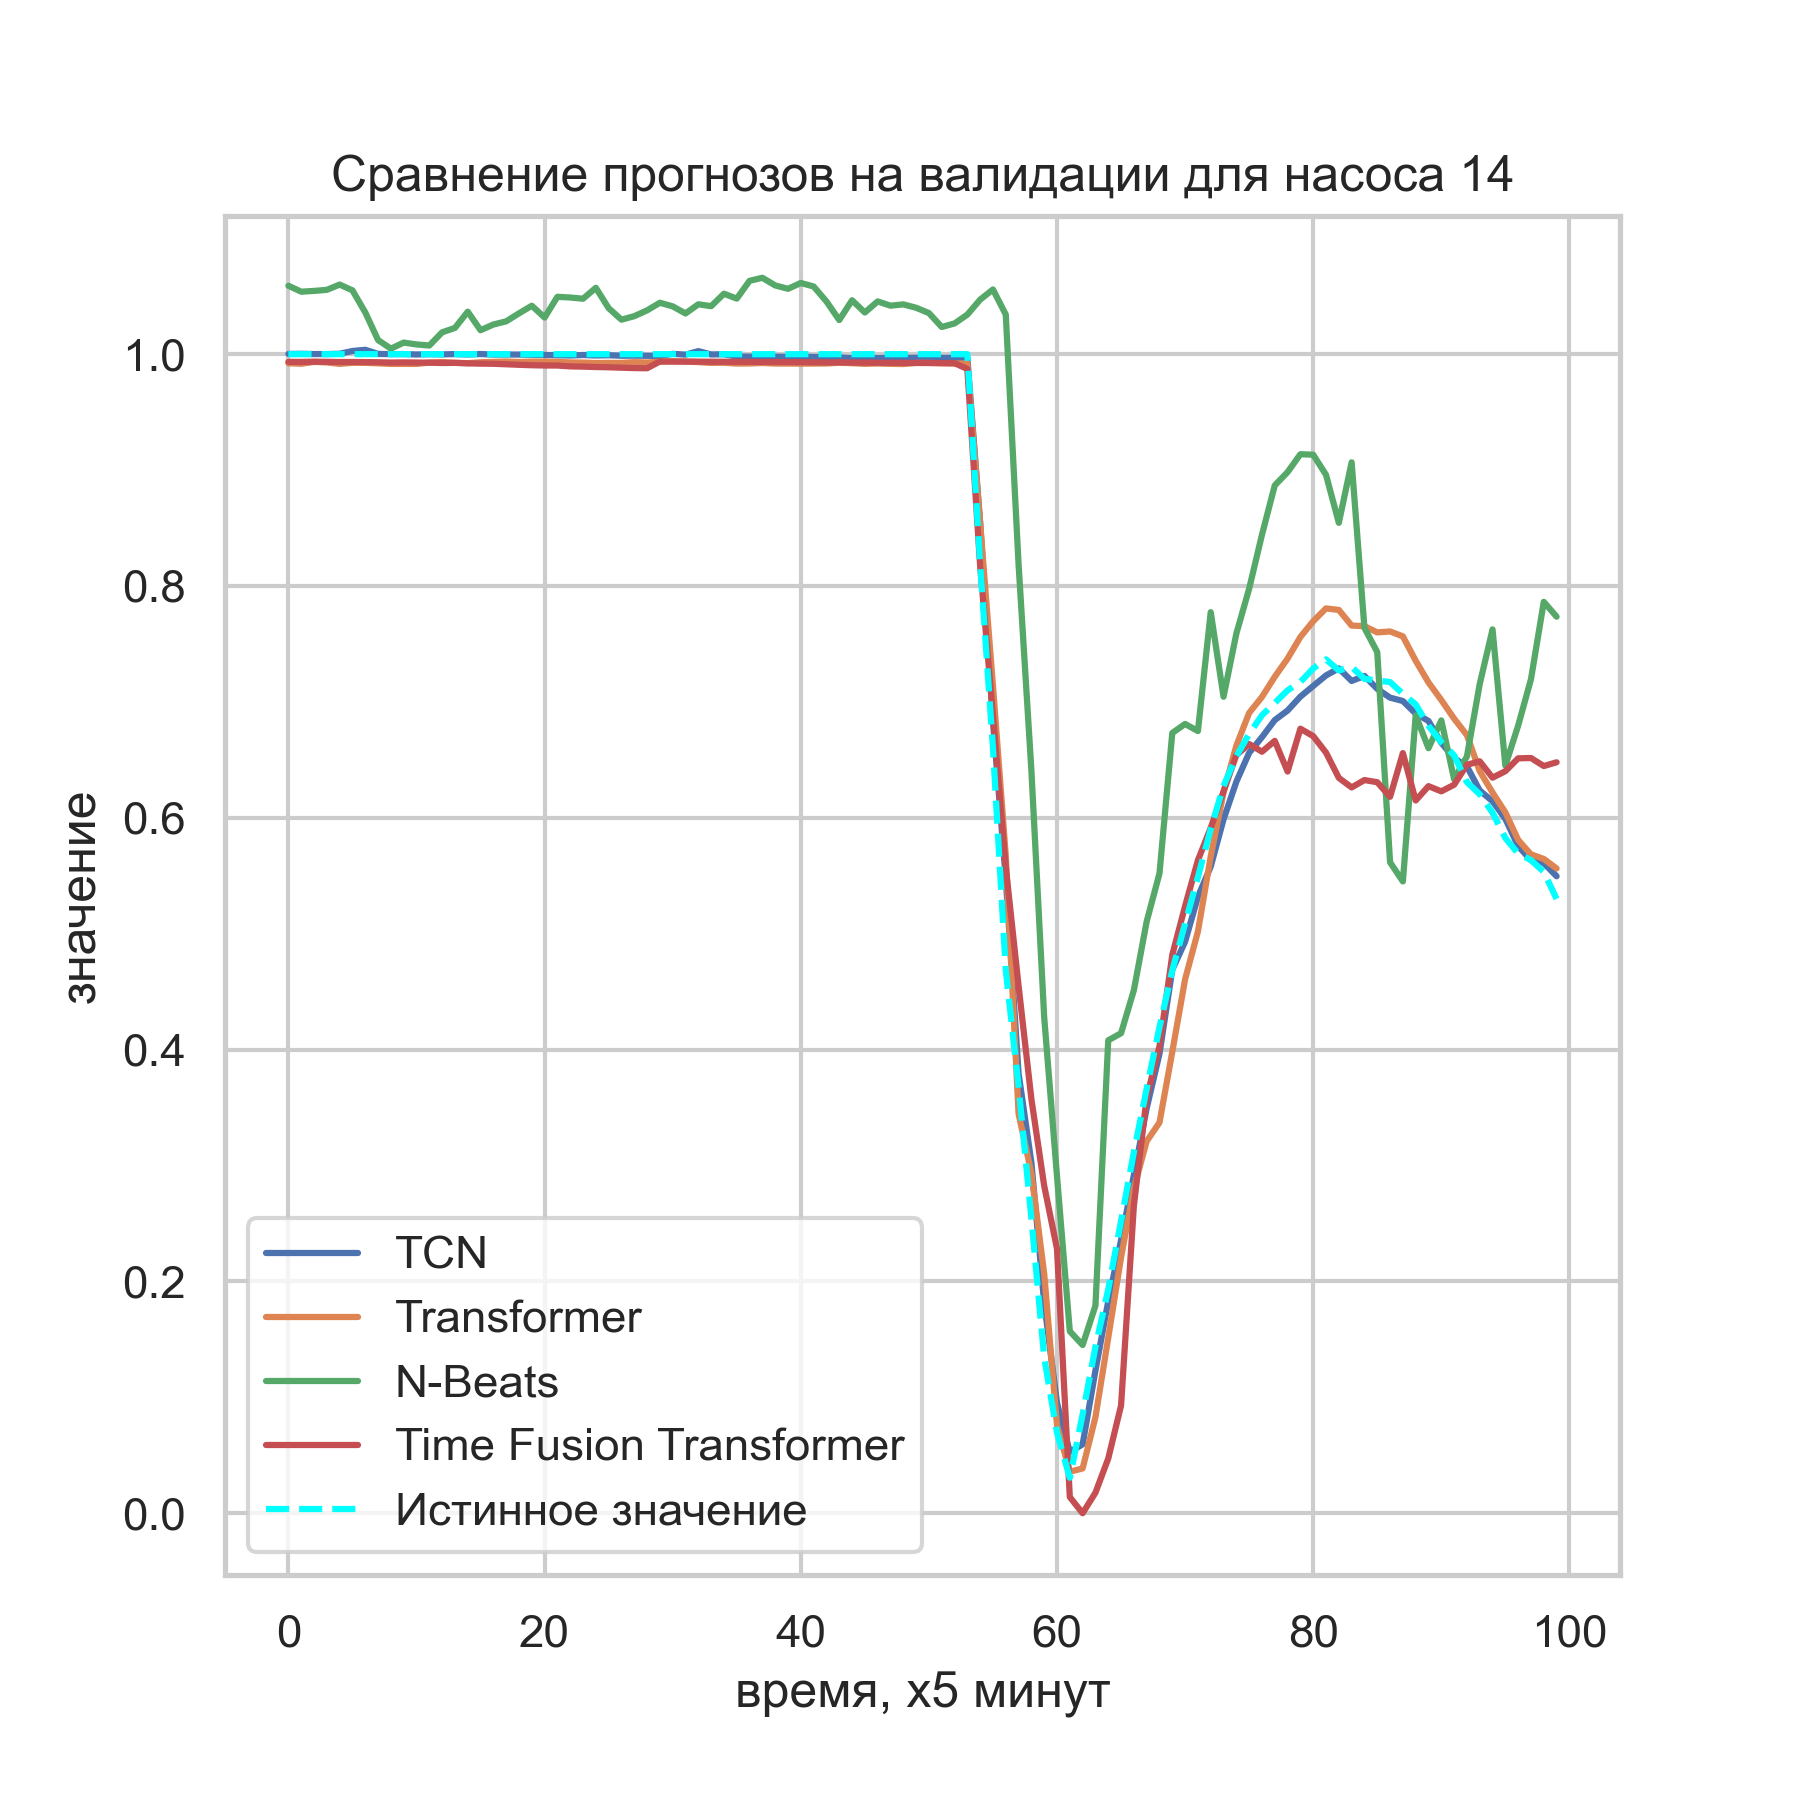 Сравнение прогнозов на валидации для насоса 14
значение
1.0
0.8
0.6
0.4
0.2
0.0
TCN
Transformer
N-Beats
Time Fusion Transformer
Истинное значение
0 20 40 60 80 100
время, x5 минут